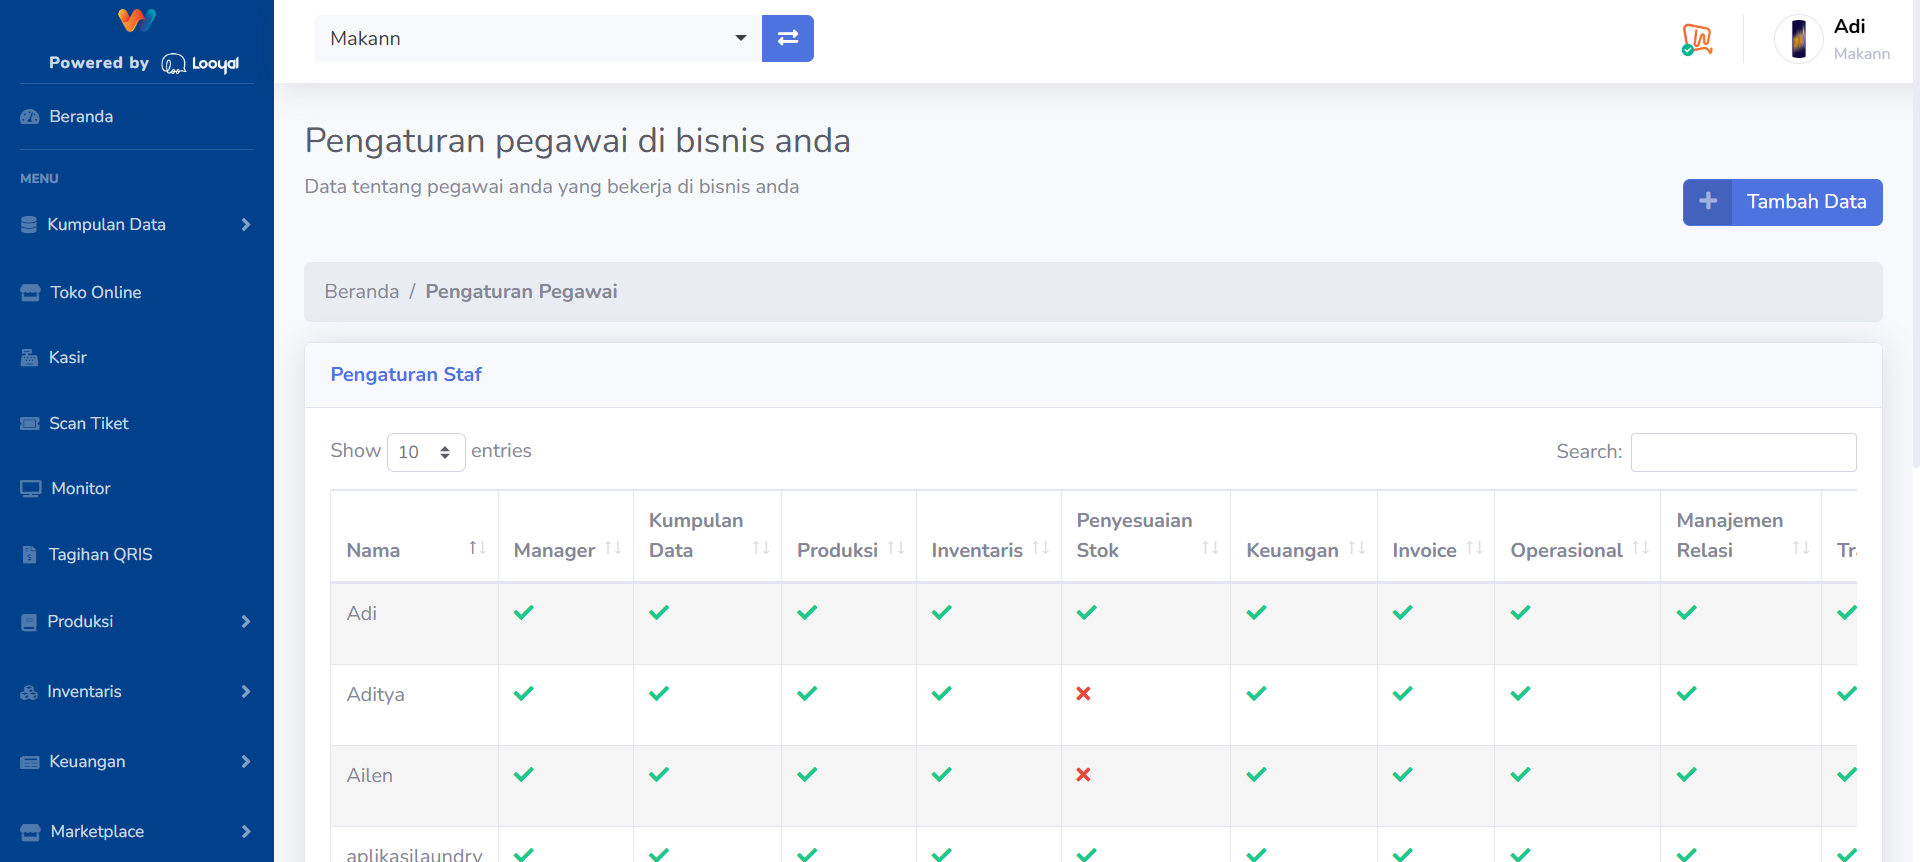 Powered by Looyal
Beranda
MENU
Kumpulan Data
Toko Online
Kasir
Scan Tiket
Monitor
Tagihan QRIS
Produksi
Inventaris
Keuangan
Marketplace
Makann
Adi
Makann
Pengaturan pegawai di bisnis anda
Data tentang pegawai anda yang bekerja di bisnis anda
Tambah Data
Beranda / Pengaturan Pegawai
Pengaturan Staf
Show 10 entries
Search:
Nama Manager Kumpulan Data Produksi Inventaris Penyesuaian Stok Keuangan Invoice Operasional Manajemen Relasi
Adi
Aditya
Ailen
aplikasilaundry